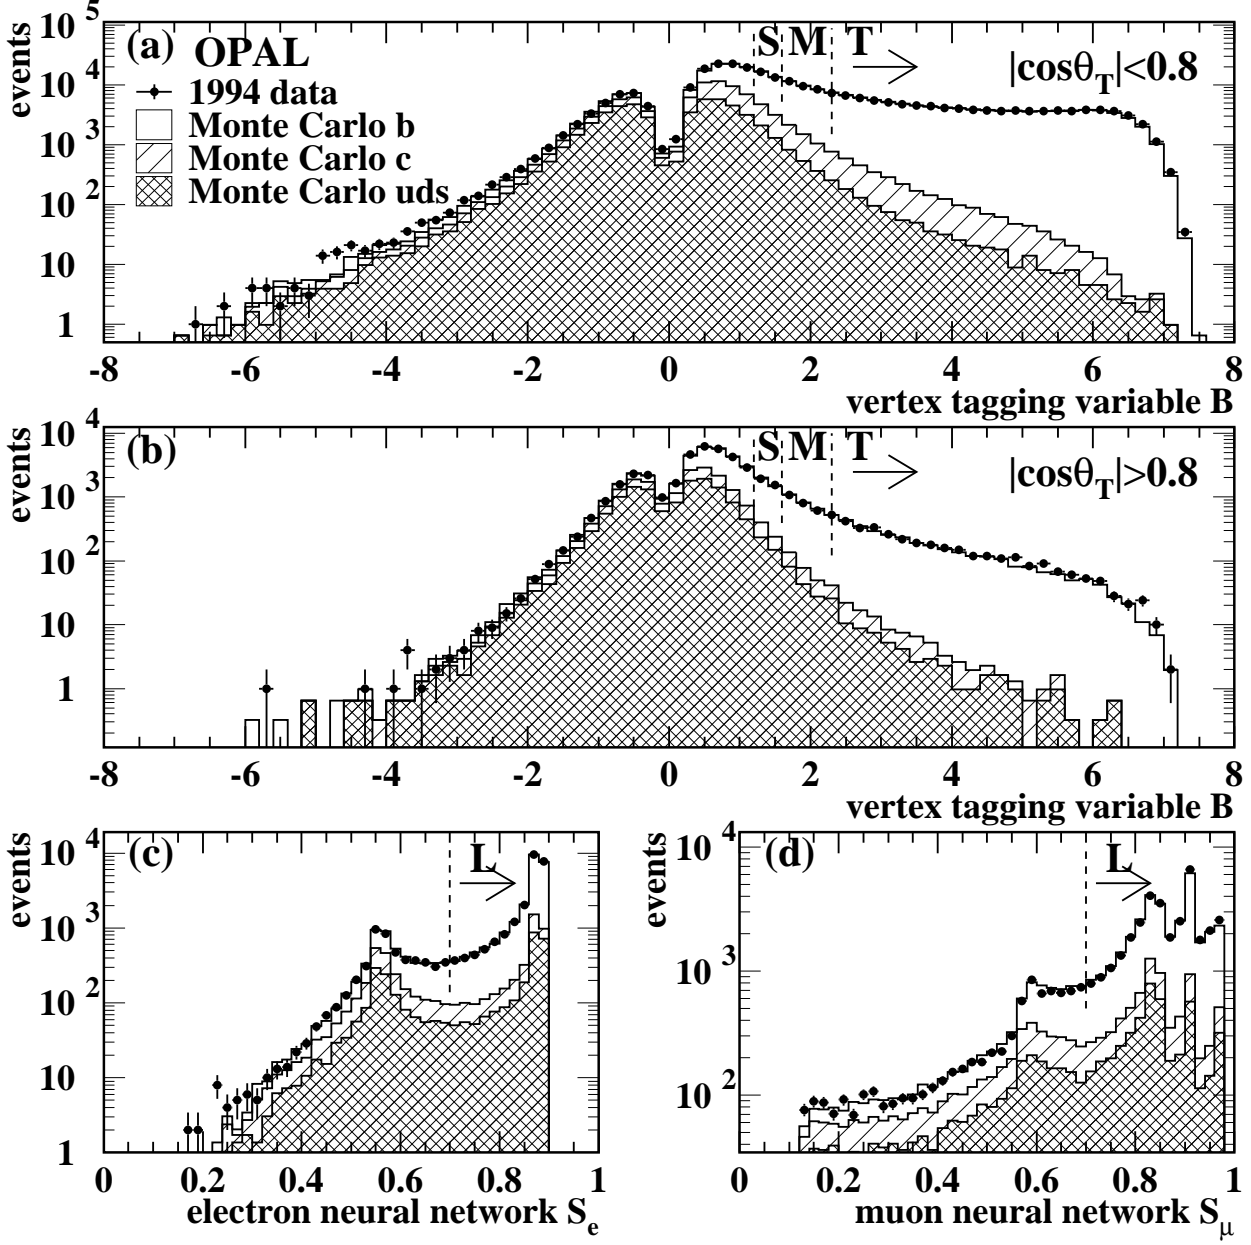 (a) OPAL
1994 data
Monte Carlo b
Monte Carlo c
Monte Carlo uds
S M T
|cosθ_T|<0.8
events
10^5
10^4
10^3
10^2
10
1
-8 -6 -4 -2 0 2 4 6 8
vertex tagging variable B
(b)
S M T
|cosθ_T|>0.8
events
10^4
10^3
10^2
10
1
-8 -6 -4 -2 0 2 4 6 8
vertex tagging variable B
(c)
L
events
10^4
10^3
10^2
10
1
0 0.2 0.4 0.6 0.8 1
electron neural network S_e
(d)
L
events
10^4
10^3
10^2
0 0.2 0.4 0.6 0.8 1
muon neural network S_μ